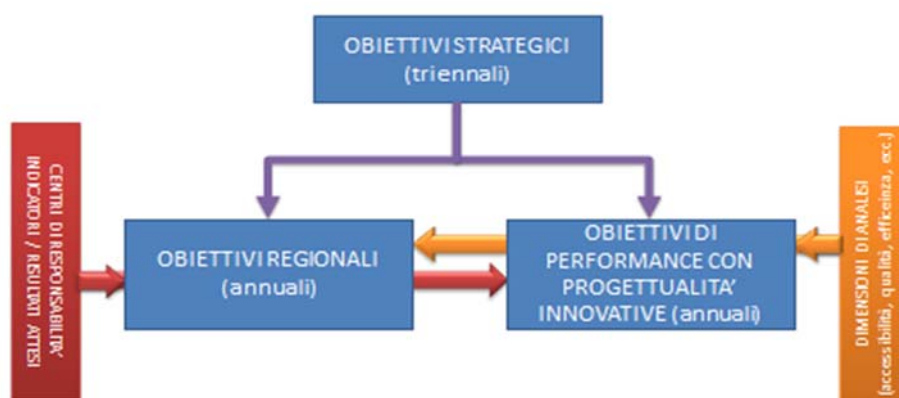 OBIETTIVI STRATEGICI
(triennali)
CENTRI DI RESPONSABILITA'
INDICATORI / RISULTATI ATTESI
OBIETTIVI REGIONALI
(annuali)
OBIETTIVI DI
PERFORMANCE CON
PROGETTUALITA'
INNOVATIVE (annuali)
DIMENSIONI DI ANALISI
(accessibilità, qualità, efficeinza, ecc.)